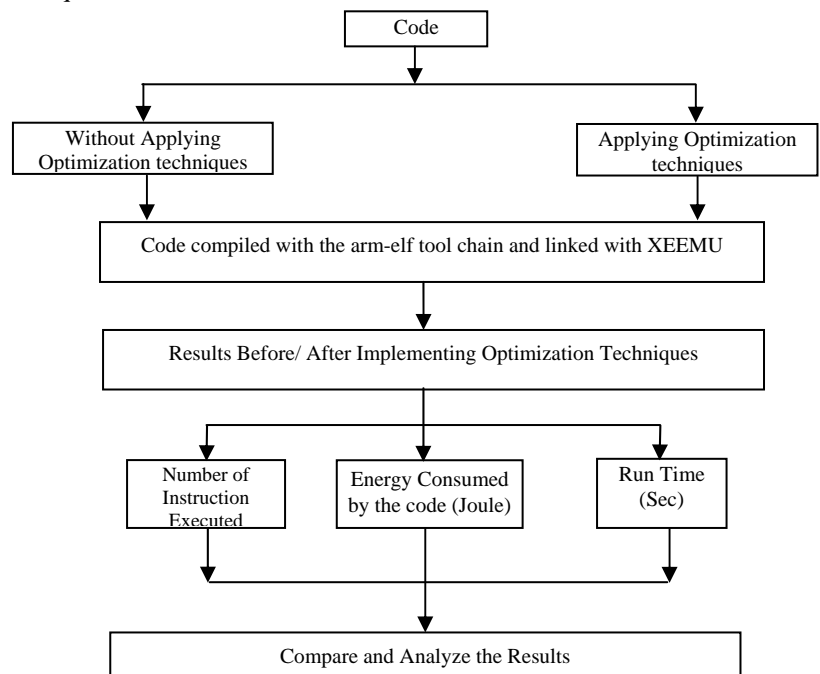 Code
Without Applying
Optimization techniques
Applying Optimization
techniques
Code compiled with the arm-elf tool chain and linked with XEEMU
Results Before/ After Implementing Optimization Techniques
Number of
Instruction
Executed
Energy Consumed
by the code (Joule)
Run Time
(Sec)
Compare and Analyze the Results